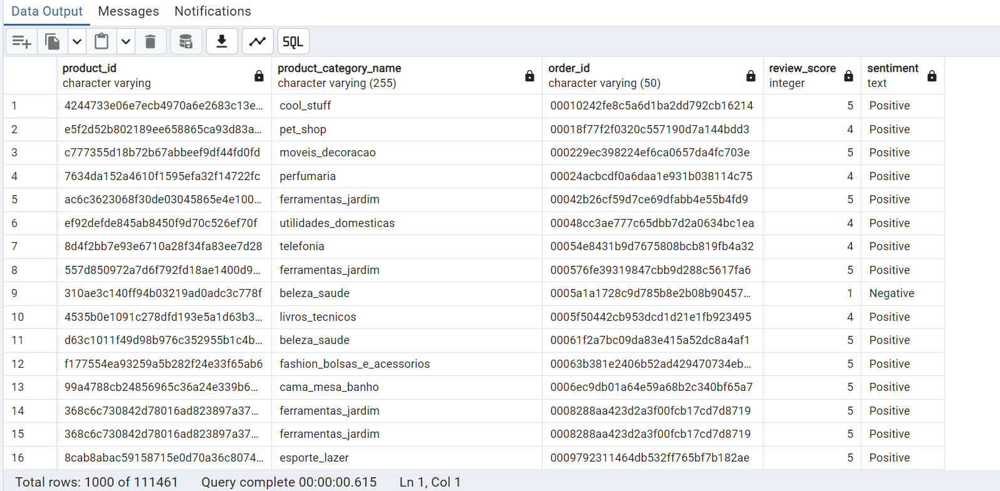 Data Output Messages Notifications
SQL
product_id product_category_name order_id review_score sentiment
character varying character varying (255) character varying (50) integer text
1 4244733e06e7ecb4970a6e2683c13e... cool_stuff 00010242fe8c5a6d1ba2dd792cb16214 5 Positive
2 e5f2d52b802189ee658865ca93d83a... pet_shop 00018f77f2f0320c557190d7a144bdd3 4 Positive
3 c777355d18b72b67abbeef9df44fd0fd moveis_decoracao 000229ec398224ef6ca0657da4fc703e 5 Positive
4 7634da152a4610f1595efa32f14722fc perfumaria 00024acbcdf0a6daa1e931b038114c75 4 Positive
5 ac6c3623068f30de03045865e4e100... ferramentas_jardim 00042b26cf59d7ce69dfabb4e55b4fd9 5 Positive
6 ef92defde845ab8450f9d70c526ef70f utilidades_domesticas 00048cc3ae777c65dbb7d2a0634bc1ea 4 Positive
7 8d4f2bb7e93e6710a28f34fa83ee7d28 telefonia 00054e8431b9d7675808bcb819fb4a32 4 Positive
8 557d850972a7d6f792fd18ae1400d9... ferramentas_jardim 000576fe39319847cbb9d288c5617fa6 5 Positive
9 310ae3c140ff94b03219ad0adc3c778f beleza_saude 0005a1a1728c9d785b8e2b08b90457... 1 Negative
10 4535b0e1091c278dfd193e5a1d63b3... livros_tecnicos 0005f50442cb953dcd1d21e1fb923495 4 Positive
11 d63c1011f49d98b976c352955b1c4b... beleza_saude 00061f2a7bc09da83e415a52dc8a4af1 5 Positive
12 f177554ea93259a5b282f24e33f65ab6 fashion_bolsas_e_acessorios 00063b381e2406b52ad429470734eb... 5 Positive
13 99a4788cb24856965c36a24e339b6... cama_mesa_banho 0006ec9db01a64e59a68b2c340bf65a7 5 Positive
14 368c6c730842d78016ad823897a37... ferramentas_jardim 0008288aa423d2a3f00fcb17cd7d8719 5 Positive
15 368c6c730842d78016ad823897a37... ferramentas_jardim 0008288aa423d2a3f00fcb17cd7d8719 5 Positive
16 8cab8abac59158715e0d70a36c8074... esporte_lazer 0009792311464db532ff765bf7b182ae 5 Positive
Total rows: 1000 of 111461 Query complete 00:00:00.615 Ln 1, Col 1